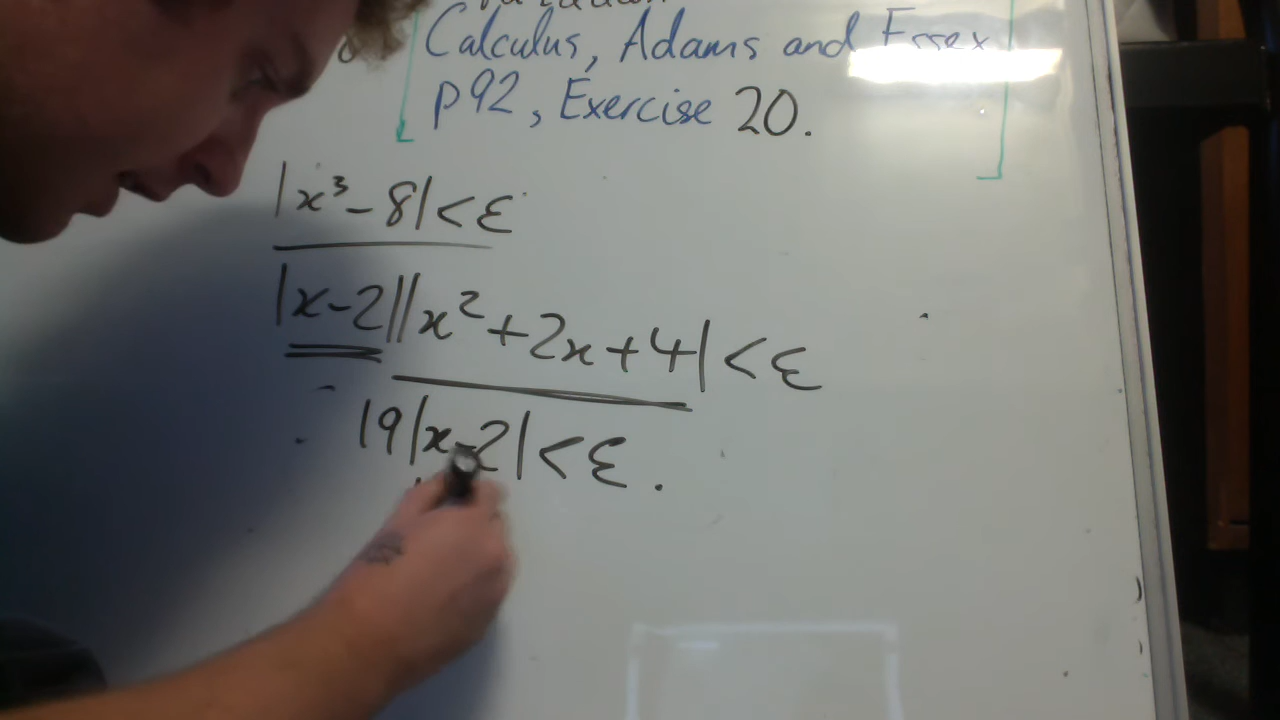 Calculus, Adams and Essex
p92, Exercise 20.
|x³-8|<ε
|x-2||x²+2x+4|<ε
19|x-2|<ε.